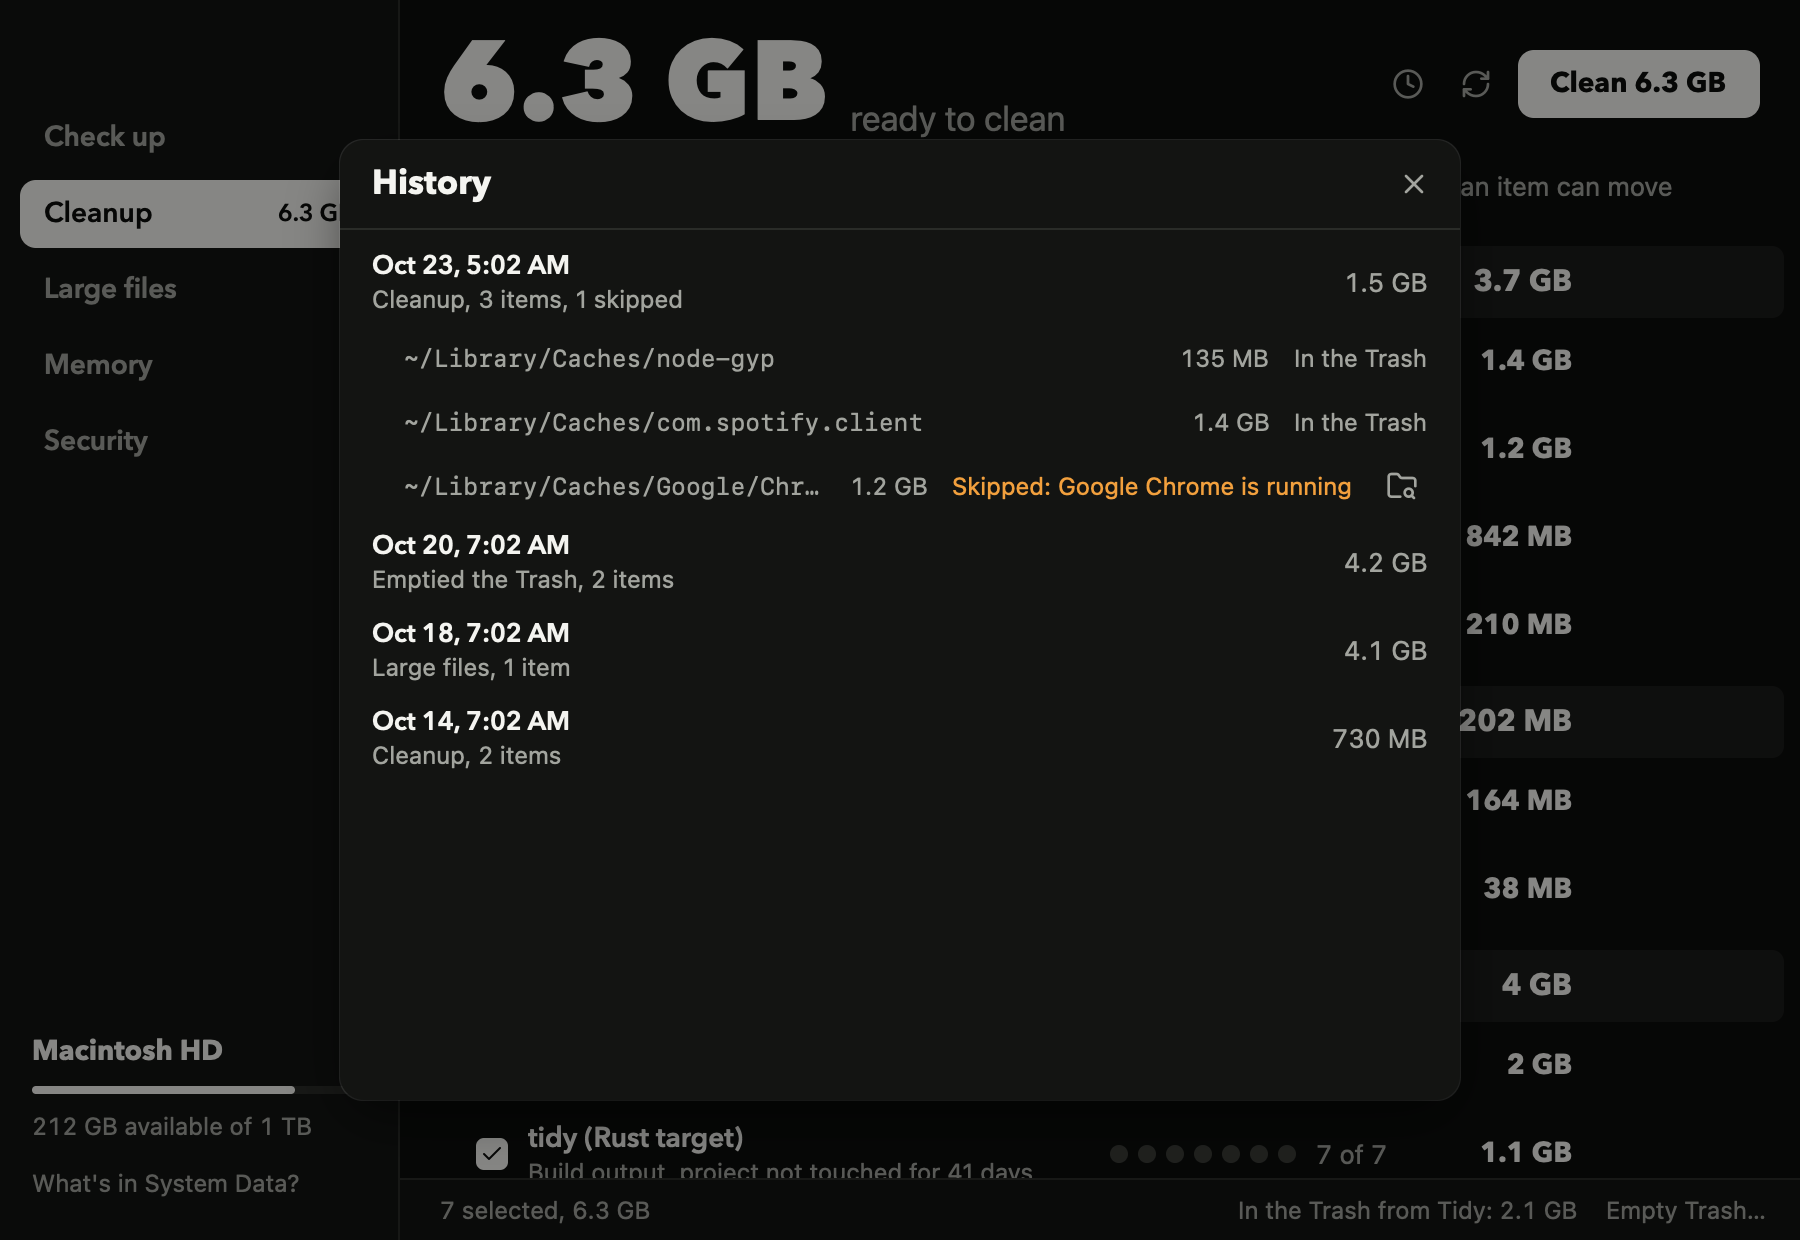 6.3 GB ready to clean
Clean 6.3 GB
Check up
Cleanup 6.3 G
Large files
Memory
Security
an item can move
History
Oct 23, 5:02 AM
Cleanup, 3 items, 1 skipped
1.5 GB
~/Library/Caches/node-gyp 135 MB In the Trash
~/Library/Caches/com.spotify.client 1.4 GB In the Trash
~/Library/Caches/Google/Chr… 1.2 GB Skipped: Google Chrome is running
Oct 20, 7:02 AM
Emptied the Trash, 2 items
4.2 GB
Oct 18, 7:02 AM
Large files, 1 item
4.1 GB
Oct 14, 7:02 AM
Cleanup, 2 items
730 MB
3.7 GB
1.4 GB
1.2 GB
842 MB
210 MB
202 MB
164 MB
38 MB
4 GB
2 GB
tidy (Rust target)
Build output, project not touched for 41 days
7 of 7
1.1 GB
Macintosh HD
212 GB available of 1 TB
What's in System Data?
7 selected, 6.3 GB
In the Trash from Tidy: 2.1 GB
Empty Trash...